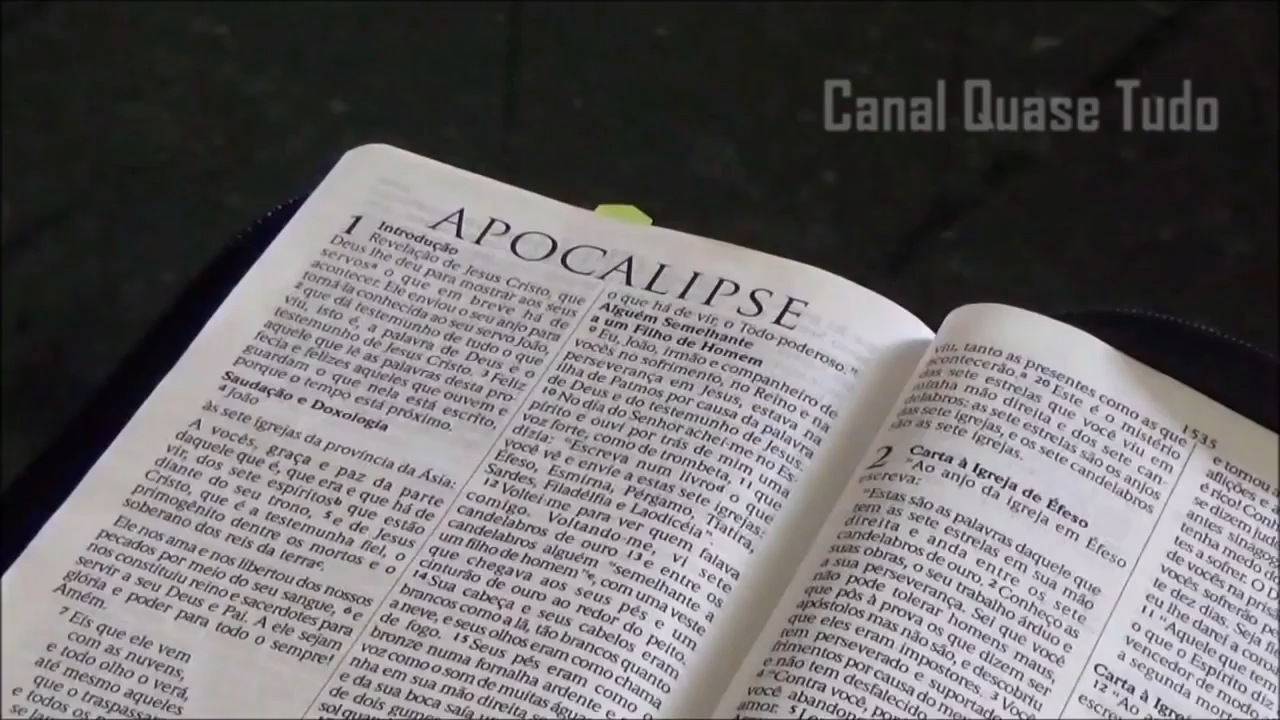 Canal Quase Tudo
APOCALIPSE
1 Introdução
Revelação de Jesus Cristo, que
Deus lhe deu para mostrar aos seus
servosª o que em breve há de
acontecer. Ele enviou o seu anjo para
torná-la conhecida ao seu servo João,
2 que dá testemunho de tudo o que
viu, isto é, a palavra de Deus e o
testemunho de Jesus Cristo. 3 Feliz
aquele que lê as palavras desta pro-
fecia e felizes aqueles que ouvem e
guardam o que nela está escrito,
porque o tempo está próximo.
Saudação e Doxologia
4 João
às sete igrejas da província da Ásia:
A vocês, graça e paz da parte
daquele que é, que era e que há de
vir, dos sete espíritos que estão
diante do seu trono, 5 e de Jesus
Cristo, que é a testemunha fiel, o
primogênito dentre os mortos e o
soberano dos reis da terra.
Ele nos ama e nos libertou dos nossos
pecados por meio do seu sangue, 6 e
nos constituiu reino e sacerdotes para
servir a seu Deus e Pai. A ele sejam
glória e poder para todo o sempre!
Amém.
7 Eis que ele vem
com as nuvens,
e todo olho o verá,
até mesmo aqueles
que o traspassaram
o que há de vir, o Todo-poderoso."
Alguém Semelhante
a um Filho de Homem
9 Eu, João, irmão e companheiro de
vocês no sofrimento, no Reino e na
perseverança em Jesus, estava na
ilha de Patmos por causa da palavra
de Deus e do testemunho de Jesus.
10 No dia do Senhor achei-me no Es-
pírito e ouvi por trás de mim uma
voz forte, como de trombeta, 11 que
dizia: "Escreva num livro o que
você vê e envie a estas sete igrejas:
Éfeso, Esmirna, Pérgamo, Tiatira,
Sardes, Filadélfia e Laodicéia".
12 Voltei-me para ver quem falava
comigo. Voltando-me, vi sete
candelabros de ouro 13 e entre os
candelabros alguém "semelhante a
um filho de homem", com uma veste
que chegava aos seus pés e um
cinturão de ouro ao redor do peito.
14 Sua cabeça e seus cabelos eram
brancos como a lã, tão brancos quanto
a neve, e seus olhos eram como chama
de fogo. 15 Seus pés eram como o
bronze numa fornalha ardente e
voz como o som de muitas águas.
nha em sua mão direita
e da sua boca saía
de dois gumes
1535
viu, tanto as presentes como as que
acontecerão. 20 Este é o mistério
das sete estrelas que você viu em
minha mão direita e dos sete can-
delabros: as sete estrelas são os anjos
das sete igrejas, e os sete candelabros
são as sete igrejas.
2 Carta à Igreja de Éfeso
"Ao anjo da igreja em Éfeso
escreva:
"Estas são as palavras daquele que
tem as sete estrelas em sua mão
direita e anda entre os sete
candelabros de ouro. 2 Conheço as
suas obras, o seu trabalho árduo e
a sua perseverança. Sei que você
não pode tolerar homens maus,
que pôs à prova os que dizem ser
apóstolos mas não são, e descobriu
que eles eram impostores. 3 Você
tem perseverado e suportado
frimentos por causa do meu
e não tem desfalecido
4 "Contra você, por
você abandon
amor.
e tornou a
aflições e
é rico! Conh
se dizem jud
antes sinagog
tenha medo
tes a sofrer. O
de vocês na pris
vocês sofrerão
te dez dias. Seja fi
eu lhe darei a coro
11 "Aquele que tem
o que o Espírito diz
vencedor de modo
a segunda mort
Carta à Ig
12 "Ao